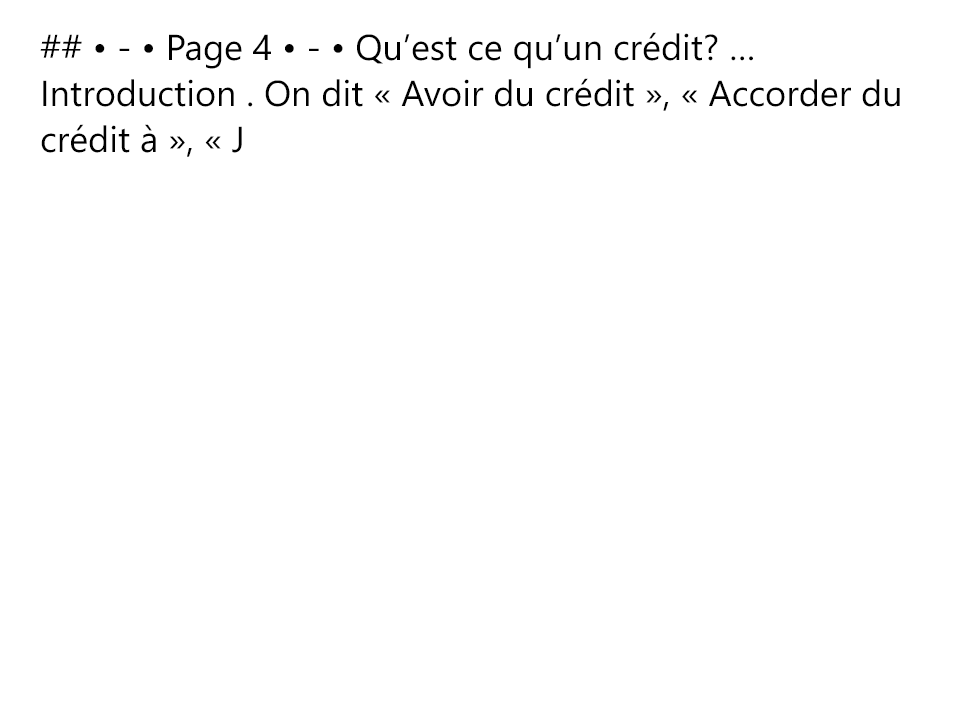 ## • - • Page 4 • - • Qu’est ce qu’un crédit? ...
Introduction . On dit « Avoir du crédit », « Accorder du
crédit à », « J